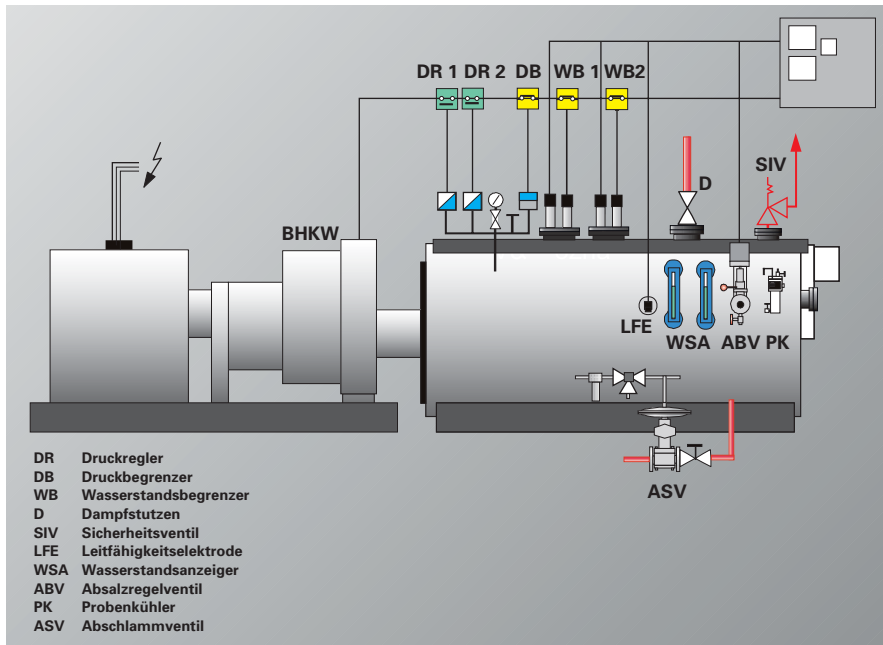 DR 1 DR 2 DB WB 1 WB2
SIV
D
BHKW
LFE
WSA ABV PK
ASV
DR Druckregler
DB Druckbegrenzer
WB Wasserstandsbegrenzer
D Dampfstutzen
SIV Sicherheitsventil
LFE Leitfähigkeitselektrode
WSA Wasserstandsanzeiger
ABV Absalzregelventil
PK Probenkühler
ASV Abschlammventil